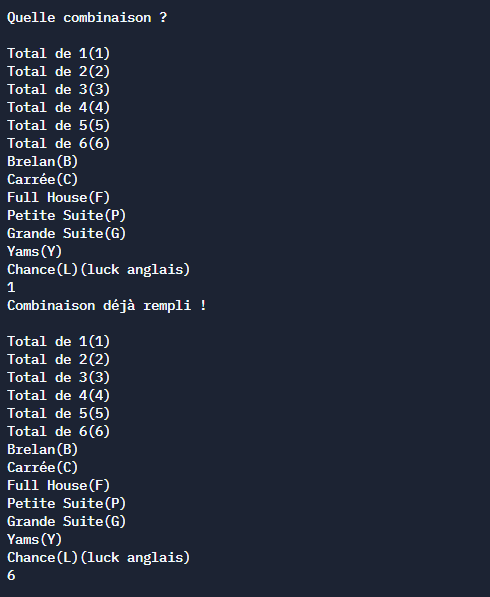 Quelle combinaison ?
Total de 1(1)
Total de 2(2)
Total de 3(3)
Total de 4(4)
Total de 5(5)
Total de 6(6)
Brelan(B)
Carrée(C)
Full House(F)
Petite Suite(P)
Grande Suite(G)
Yams(Y)
Chance(L)(luck anglais)
1
Combinaison déjà rempli !
Total de 1(1)
Total de 2(2)
Total de 3(3)
Total de 4(4)
Total de 5(5)
Total de 6(6)
Brelan(B)
Carrée(C)
Full House(F)
Petite Suite(P)
Grande Suite(G)
Yams(Y)
Chance(L)(luck anglais)
6